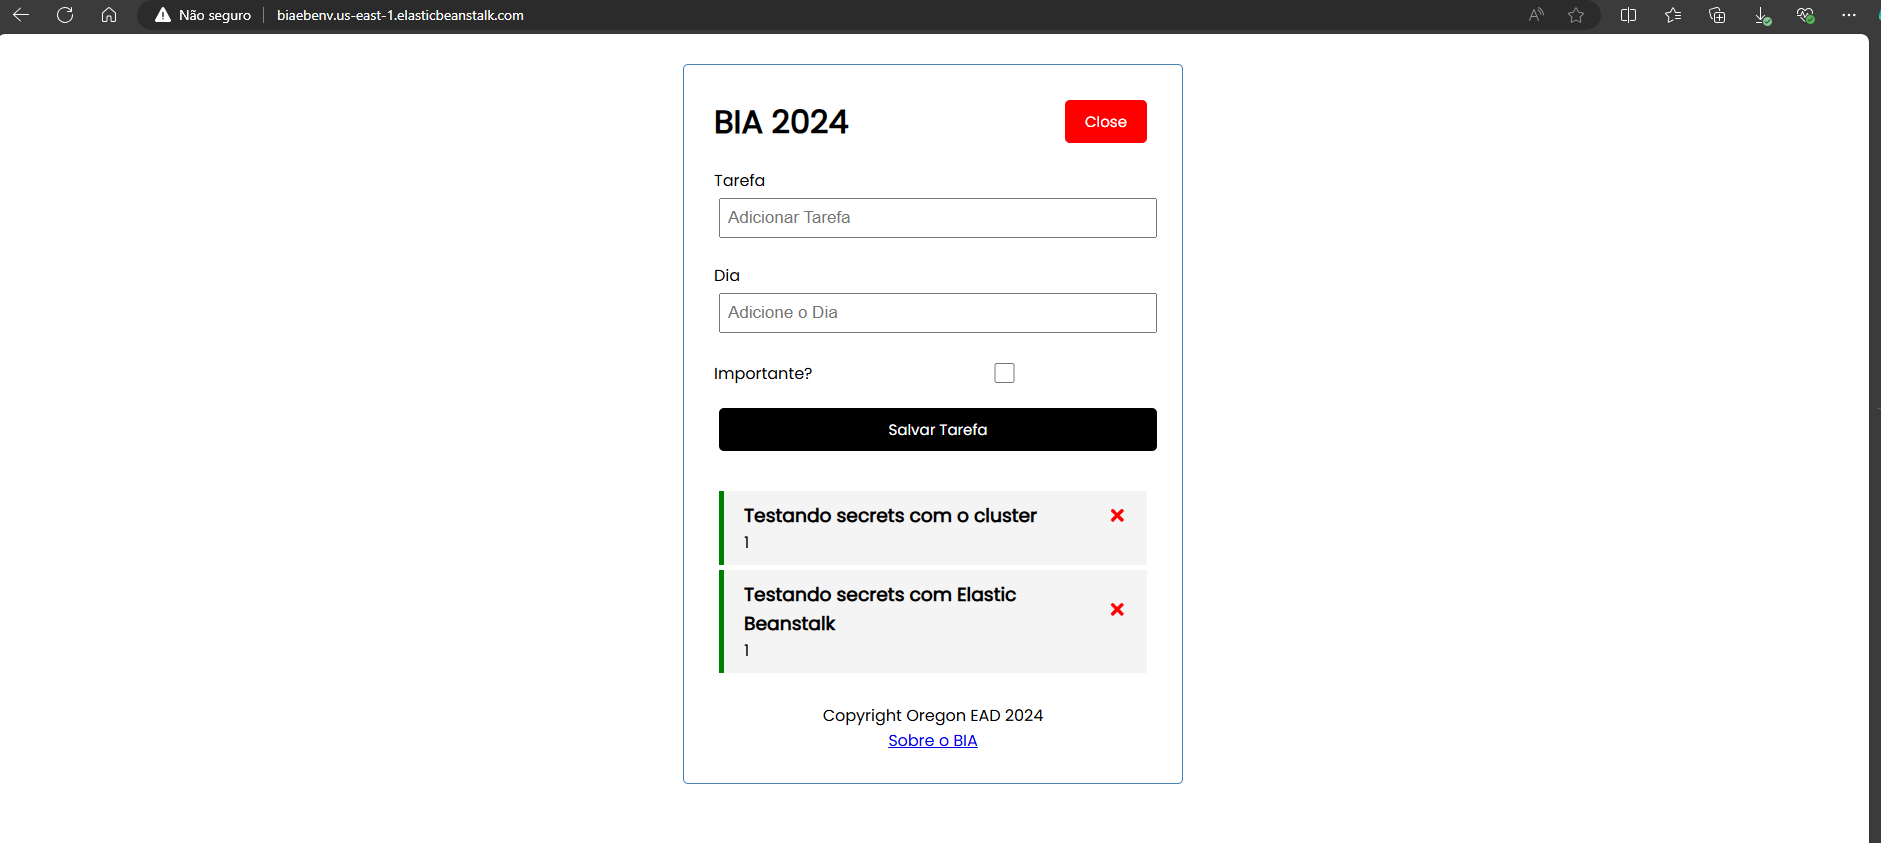 Não seguro
biaebenv.us-east-1.elasticbeanstalk.com
BIA 2024
Close
Tarefa
Adicionar Tarefa
Dia
Adicione o Dia
Importante?
Salvar Tarefa
Testando secrets com o cluster
1
Testando secrets com Elastic
Beanstalk
1
Copyright Oregon EAD 2024
Sobre o BIA